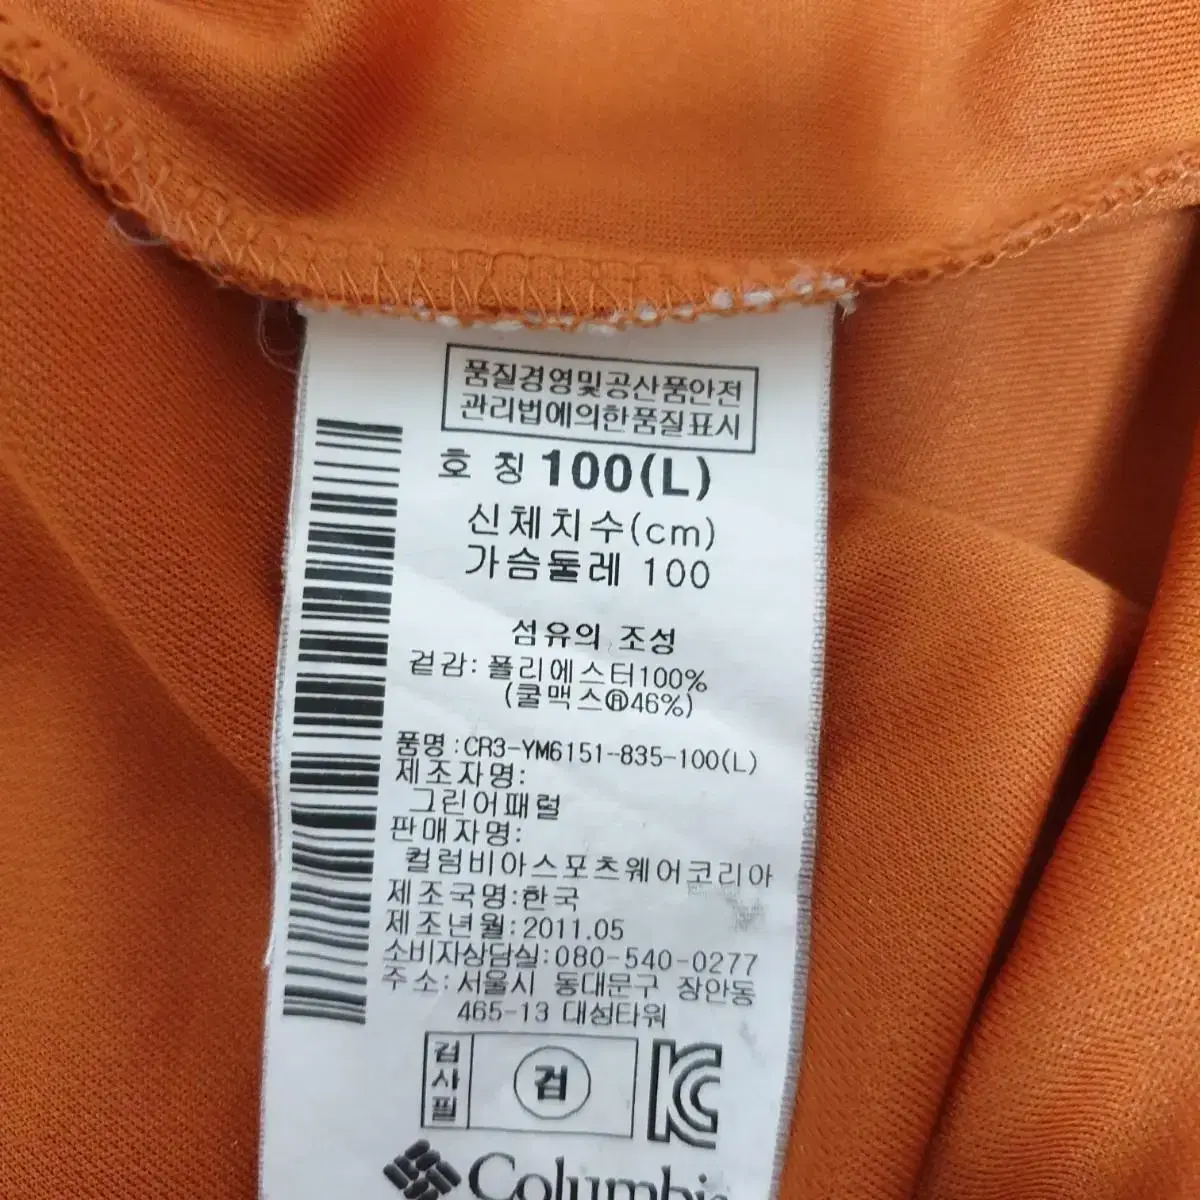 품질경영및공산품안전
관리법에의한품질표시
호 칭 100(L)
신체치수(cm)
가슴둘레 100
섬유의 조성
겉감: 폴리에스터100%
(쿨맥스®46%)
품명:CR3-YM6151-835-100(L)
제조자명:
그린어패럴
판매자명:
컬럼비아스포츠웨어코리아
제조국명:한국
제조년월:2011.05
소비자상담실:080-540-0277
주소:서울시 동대문구 장안동
465-13 대성타워
검사필
검
KC
Columbia